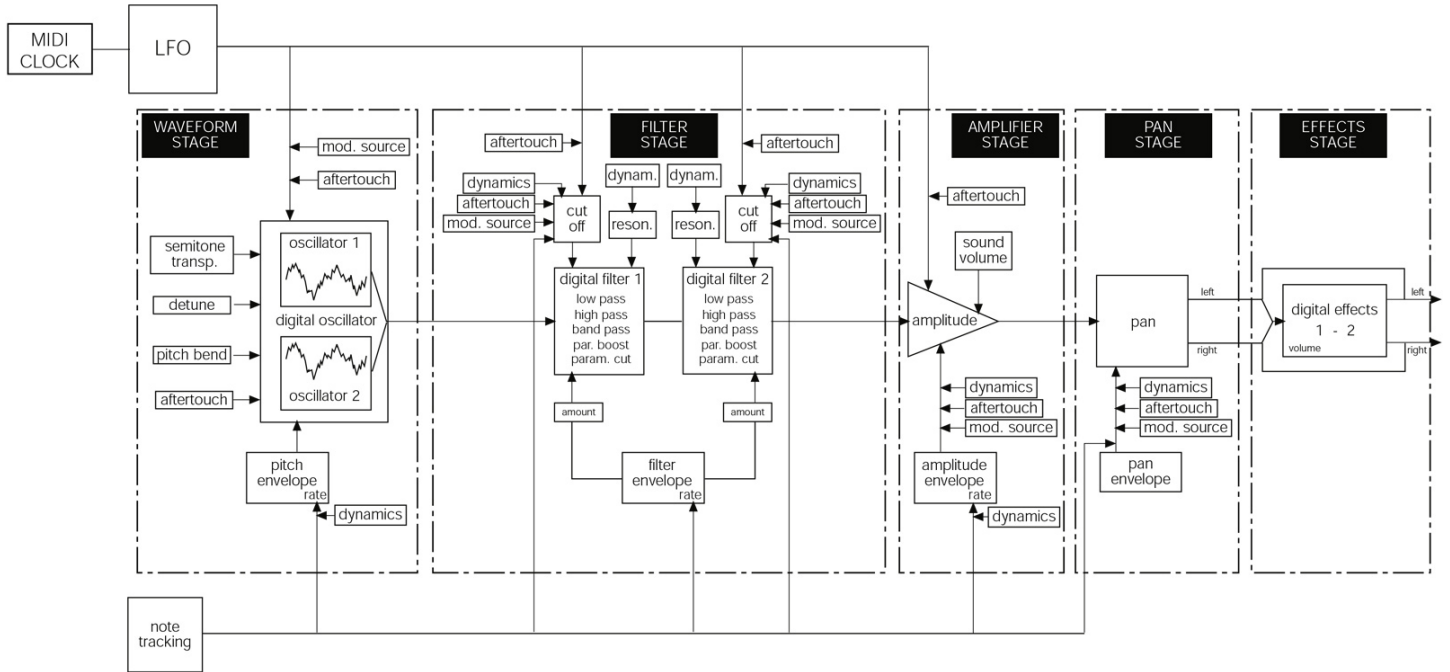 MIDI
CLOCK
LFO
WAVEFORM
STAGE
mod. source
aftertouch
semitone
transp.
detune
pitch bend
aftertouch
oscillator 1
digital oscillator
oscillator 2
pitch
envelope
rate
dynamics
FILTER
STAGE
aftertouch
dynamics
aftertouch
mod. source
cut
off
dynam.
reson.
dynam.
reson.
aftertouch
cut
off
dynamics
aftertouch
mod. source
digital filter 1
low pass
high pass
band pass
par. boost
param. cut
digital filter 2
low pass
high pass
band pass
par. boost
param. cut
amount
amount
filter
envelope
rate
AMPLIFIER
STAGE
aftertouch
sound
volume
amplitude
dynamics
aftertouch
mod. source
amplitude
envelope
rate
dynamics
PAN
STAGE
pan
left
right
dynamics
aftertouch
mod. source
pan
envelope
EFFECTS
STAGE
digital effects
1 - 2
volume
left
right
note
tracking